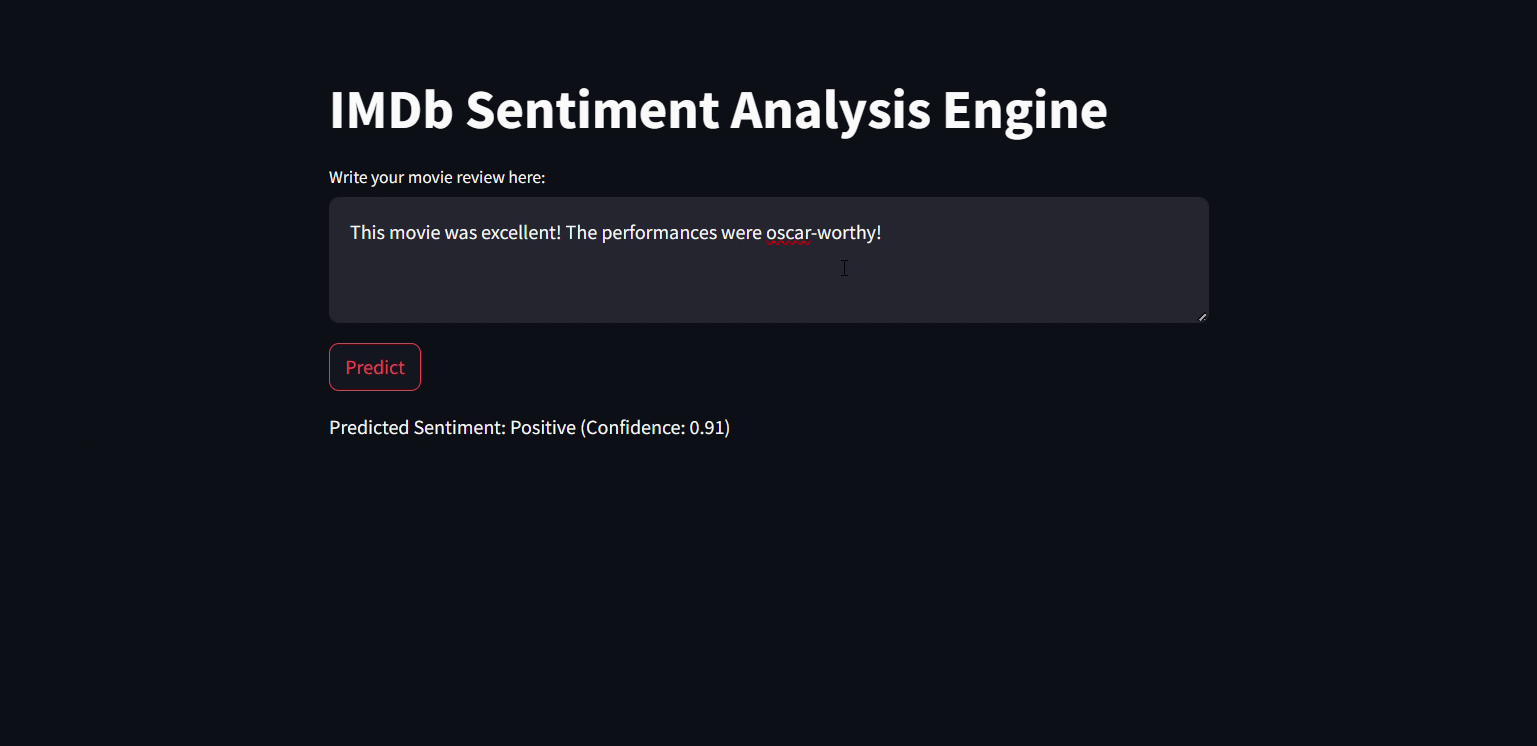 IMDb Sentiment Analysis Engine
Write your movie review here:
This movie was excellent! The performances were oscar-worthy!
Predict
Predicted Sentiment: Positive (Confidence: 0.91)